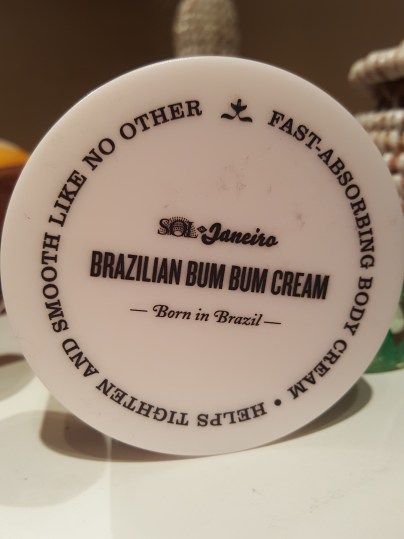 FAST-ABSORBING BODY CREAM • HELPS TIGHTEN AND SMOOTH LIKE NO OTHER
SOL de Janeiro
BRAZILIAN BUM BUM CREAM
— Born in Brazil —